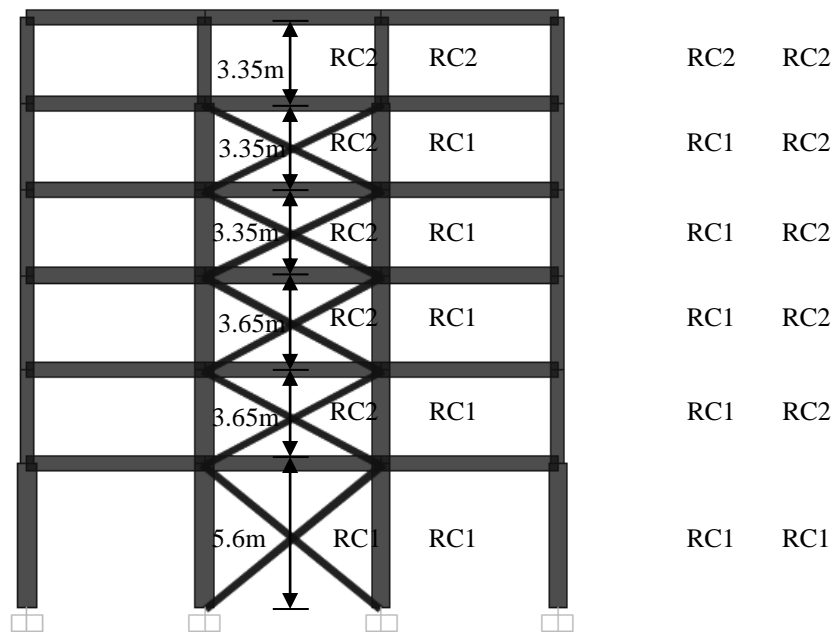 3.35m RC2 RC2 RC2 RC2
3.35m RC2 RC1 RC1 RC2
3.35m RC2 RC1 RC1 RC2
3.65m RC2 RC1 RC1 RC2
3.65m RC2 RC1 RC1 RC2
5.6m RC1 RC1 RC1 RC1